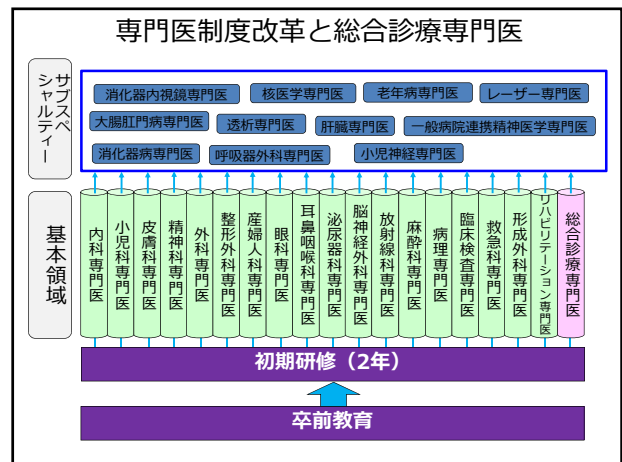 専門医制度改革と総合診療専門医
サブスペシャルティー
消化器内視鏡専門医
核医学専門医
老年病専門医
レーザー専門医
大腸肛門病専門医
透析専門医
肝臓専門医
一般病院連携精神医学専門医
消化器病専門医
呼吸器外科専門医
小児神経専門医
基本領域
内科専門医
小児科専門医
皮膚科専門医
精神科専門医
外科専門医
整形外科専門医
産婦人科専門医
眼科専門医
耳鼻咽喉科専門医
泌尿器科専門医
脳神経外科専門医
放射線科専門医
麻酔科専門医
病理専門医
臨床検査専門医
救急科専門医
形成外科専門医
リハビリテーション専門医
総合診療専門医
初期研修（2年）
卒前教育